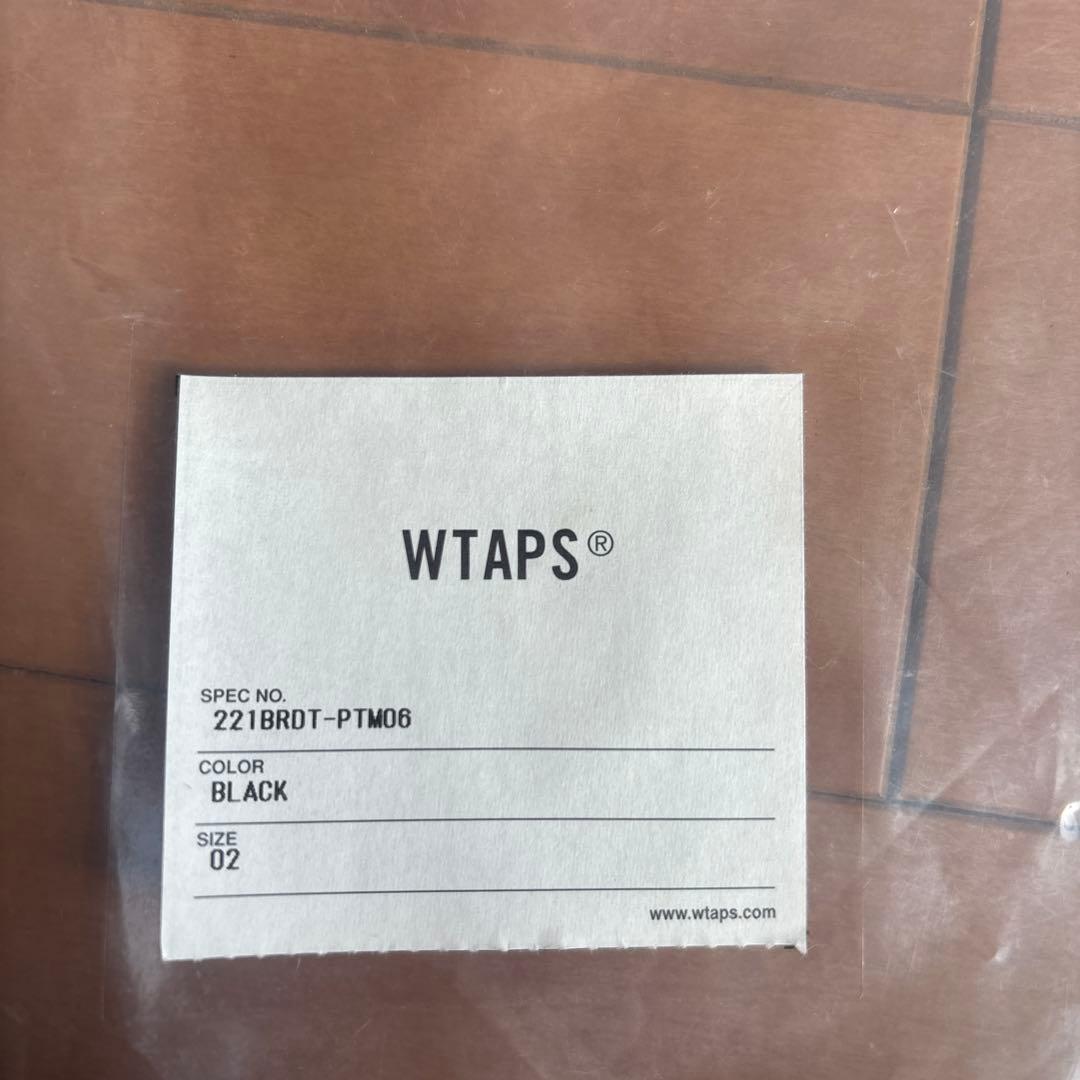 WTAPS®
SPEC NO.
221BRDT-PTM06
COLOR
BLACK
SIZE
02
www.wtaps.com